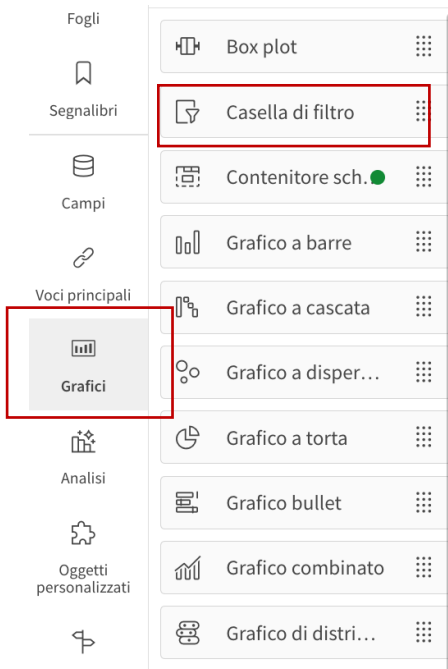 Fogli
Segnalibri
Campi
Voci principali
Grafici
Analisi
Oggetti
personalizzati
Box plot
Casella di filtro
Contenitore sch...
Grafico a barre
Grafico a cascata
Grafico a disper...
Grafico a torta
Grafico bullet
Grafico combinato
Grafico di distri...